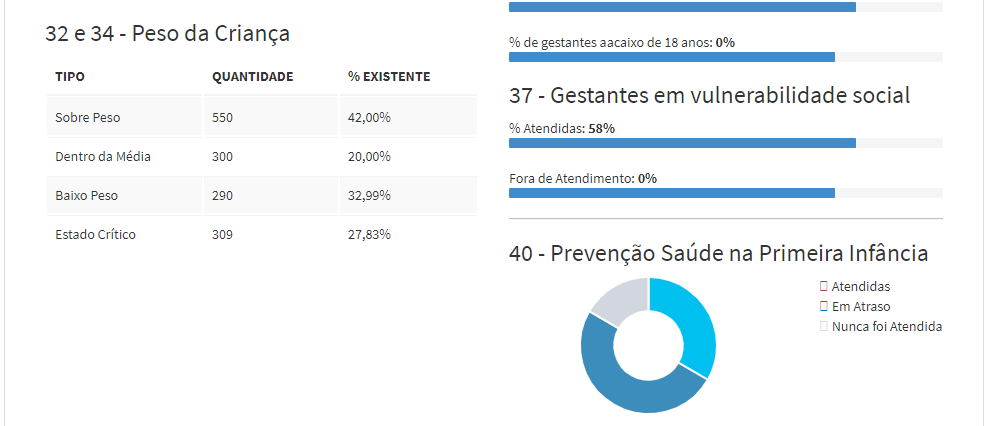 32 e 34 - Peso da Criança
TIPO QUANTIDADE % EXISTENTE
Sobre Peso 550 42,00%
Dentro da Média 300 20,00%
Baixo Peso 290 32,99%
Estado Crítico 309 27,83%
% de gestantes aacaixo de 18 anos: 0%
37 - Gestantes em vulnerabilidade social
% Atendidas: 58%
Fora de Atendimento: 0%
40 - Prevenção Saúde na Primeira Infância
Atendidas
Em Atraso
Nunca foi Atendida